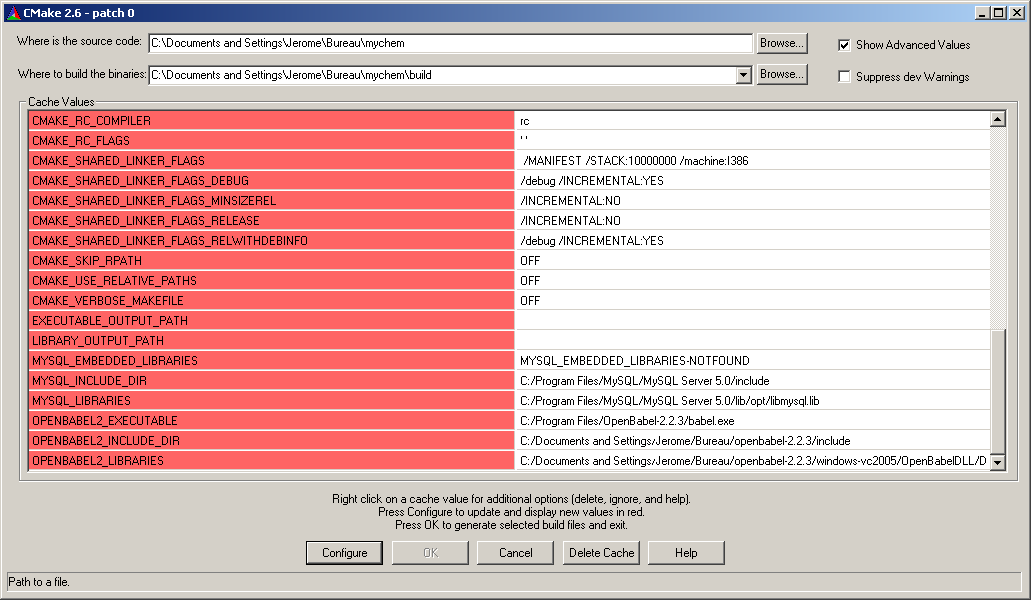 CMake 2.6 - patch 0
Where is the source code: C:\Documents and Settings\Jerome\Bureau\mychem Browse... Show Advanced Values
Where to build the binaries: C:\Documents and Settings\Jerome\Bureau\mychem\build Browse... Suppress dev Warnings
Cache Values
CMAKE_RC_COMPILER rc
CMAKE_RC_FLAGS ' '
CMAKE_SHARED_LINKER_FLAGS /MANIFEST /STACK:10000000 /machine:I386
CMAKE_SHARED_LINKER_FLAGS_DEBUG /debug /INCREMENTAL:YES
CMAKE_SHARED_LINKER_FLAGS_MINSIZEREL /INCREMENTAL:NO
CMAKE_SHARED_LINKER_FLAGS_RELEASE /INCREMENTAL:NO
CMAKE_SHARED_LINKER_FLAGS_RELWITHDEBINFO /debug /INCREMENTAL:YES
CMAKE_SKIP_RPATH OFF
CMAKE_USE_RELATIVE_PATHS OFF
CMAKE_VERBOSE_MAKEFILE OFF
EXECUTABLE_OUTPUT_PATH
LIBRARY_OUTPUT_PATH
MYSQL_EMBEDDED_LIBRARIES MYSQL_EMBEDDED_LIBRARIES-NOTFOUND
MYSQL_INCLUDE_DIR C:/Program Files/MySQL/MySQL Server 5.0/include
MYSQL_LIBRARIES C:/Program Files/MySQL/MySQL Server 5.0/lib/opt/libmysql.lib
OPENBABEL2_EXECUTABLE C:/Program Files/OpenBabel-2.2.3/babel.exe
OPENBABEL2_INCLUDE_DIR C:/Documents and Settings/Jerome/Bureau/openbabel-2.2.3/include
OPENBABEL2_LIBRARIES C:/Documents and Settings/Jerome/Bureau/openbabel-2.2.3/windows-vc2005/OpenBabelDLL/D
Right click on a cache value for additional options (delete, ignore, and help).
Press Configure to update and display new values in red.
Press OK to generate selected build files and exit.
Configure OK Cancel Delete Cache Help
Path to a file.